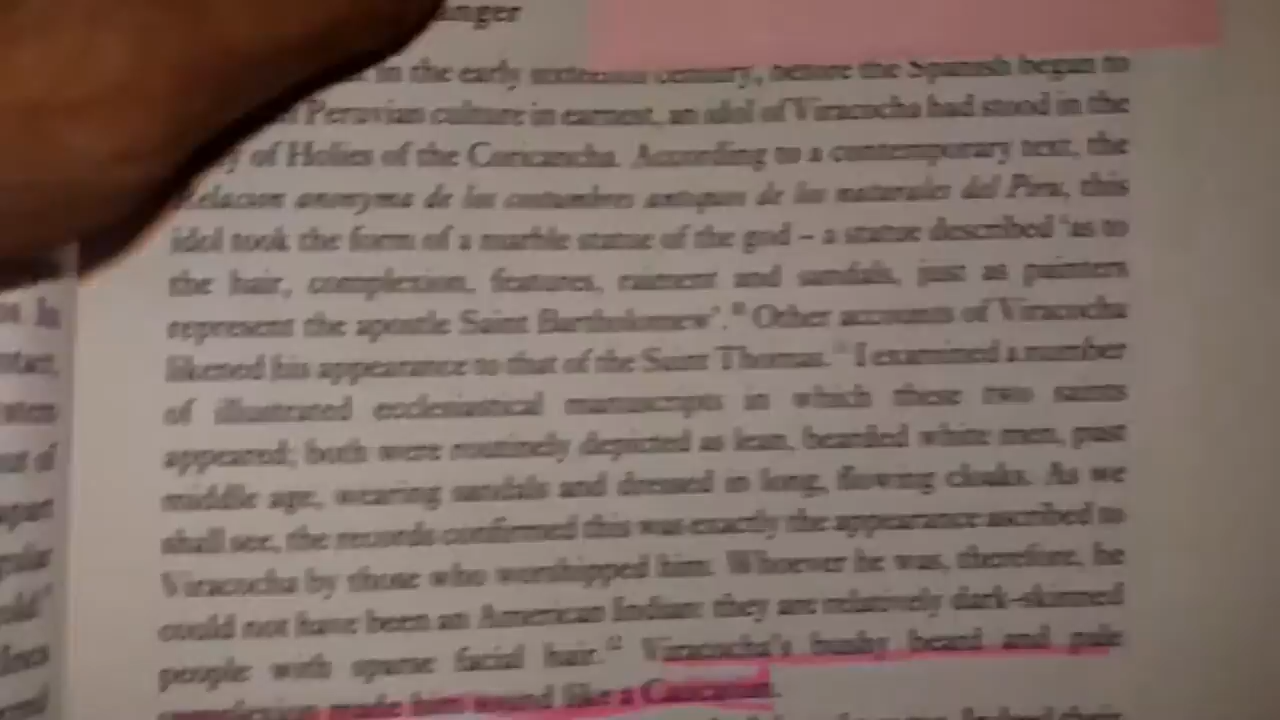 in the early sixteenth century, before the Spanish began to
Peruvian culture in earnest, an idol of Viracocha had stood in the
of Holies of the Coricancha. According to a contemporary text, the
Relacion anonyma de los costumbres antiquos de los naturales del Peru, this
idol took the form of a marble statue of the god – a statue described 'as to
the hair, complexion, features, raiment and sandals, just as painters
represent the apostle Saint Bartholomew'. Other accounts of Viracocha
likened his appearance to that of the Saint Thomas. I examined a number
of illustrated ecclesiastical manuscripts in which these two saints
appeared; both were routinely depicted as lean, bearded white men, past
middle age, wearing sandals and dressed in long, flowing cloaks. As we
shall see, the records confirmed this was exactly the appearance ascribed to
Viracocha by those who worshipped him. Whoever he was, therefore, he
could not have been an American Indian: they are relatively dark-skinned
people with sparse facial hair. Viracocha's bushy beard and pale
complexion made him sound like a Caucasian.